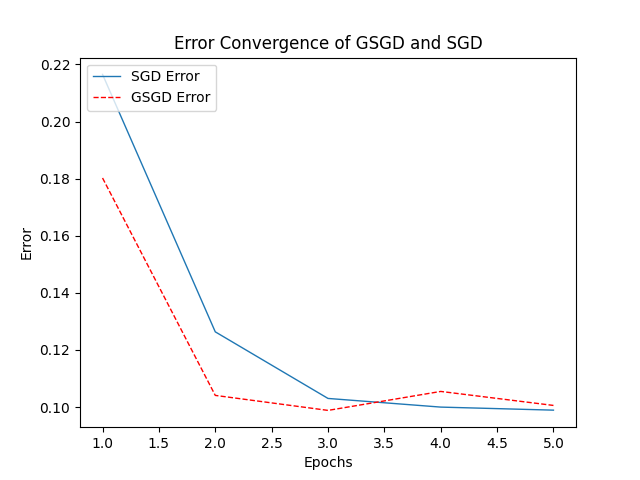 Error Convergence of GSGD and SGD
SGD Error
GSGD Error
Error
0.22
0.20
0.18
0.16
0.14
0.12
0.10
1.0 1.5 2.0 2.5 3.0 3.5 4.0 4.5 5.0
Epochs